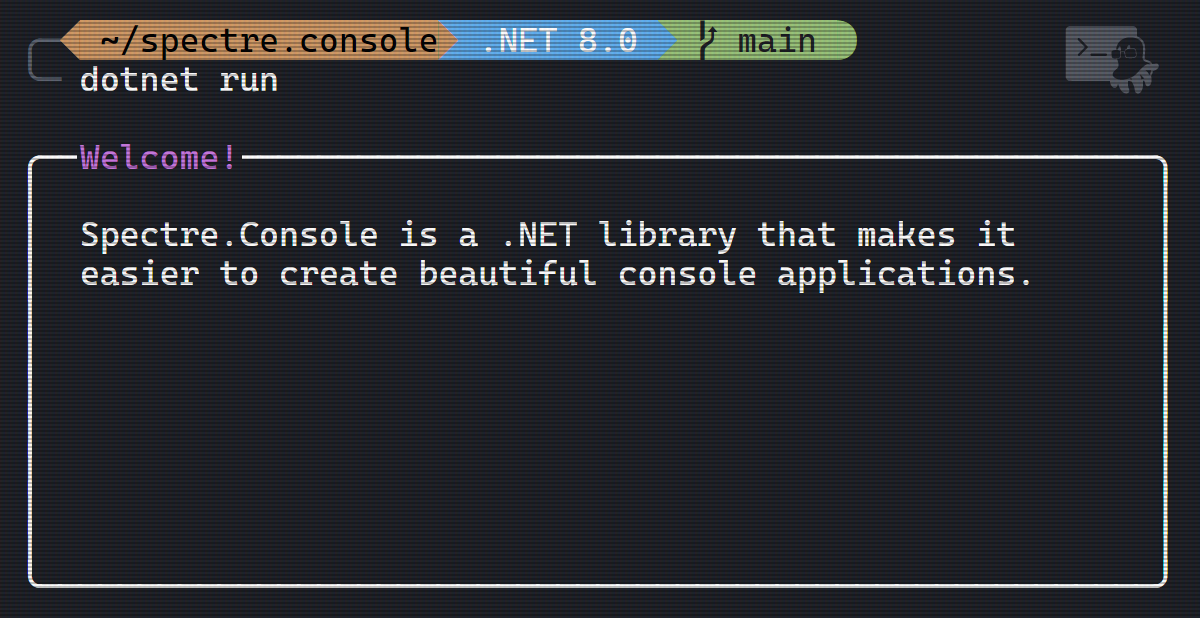 ~/spectre.console .NET 8.0 main
dotnet run
Welcome!
Spectre.Console is a .NET library that makes it
easier to create beautiful console applications.